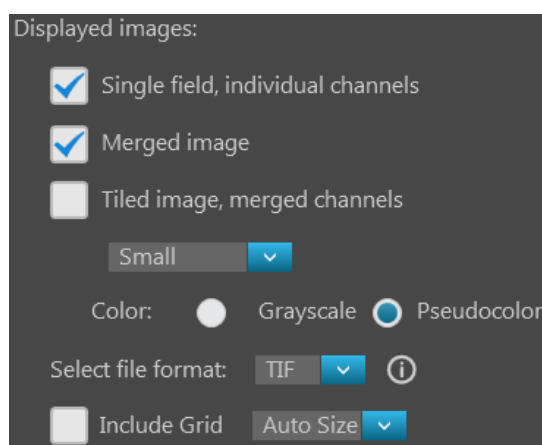 Displayed images:
Single field, individual channels
Merged image
Tiled image, merged channels
Small
Color: Grayscale Pseudocolor
Select file format: TIF
Include Grid Auto Size